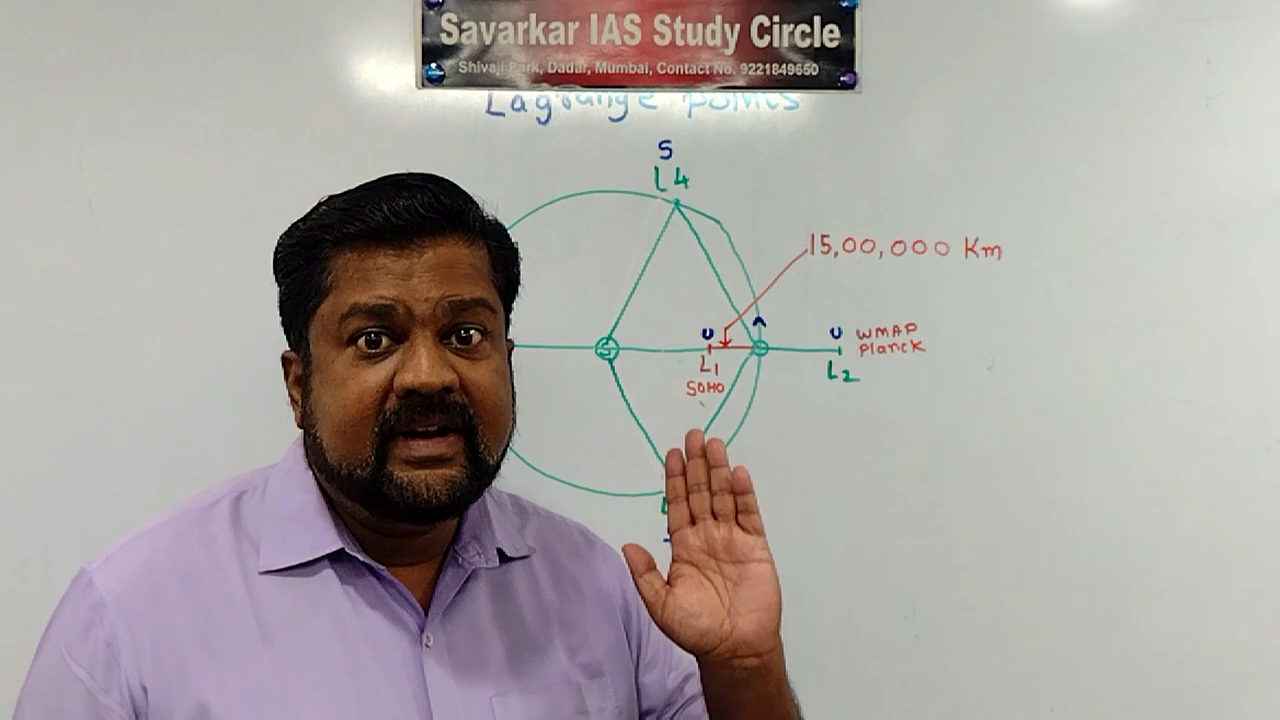 Savarkar IAS Study Circle
Shivaji Park, Dadar, Mumbai, Contact No. 9221849650
Lagrange points
S
L4
15,00,000 Km
U
U WMAP
Planck
L1
L2
SOHO
S